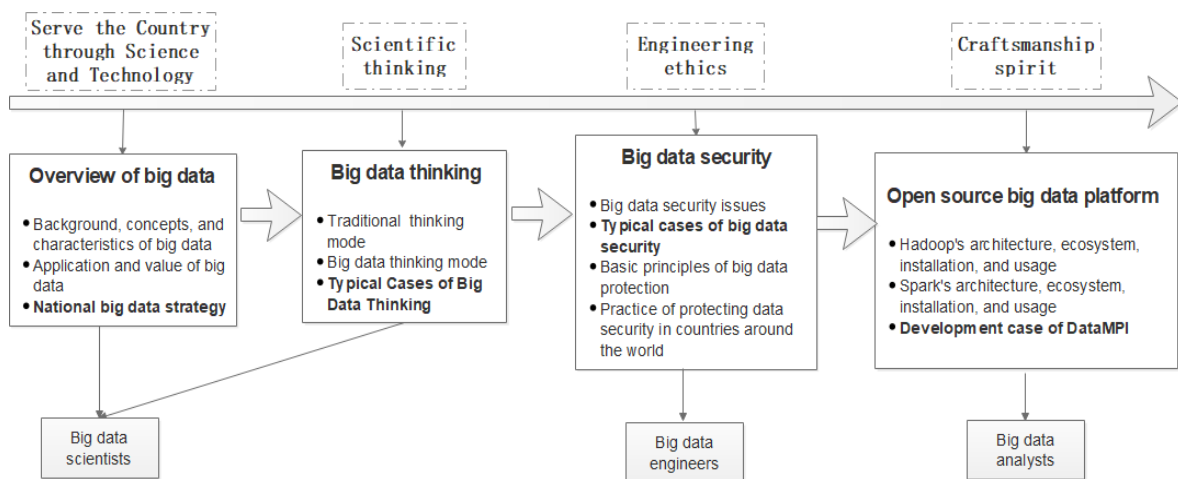 Serve the Country
through Science
and Technology
Scientific
thinking
Engineering
ethics
Craftsmanship
spirit
Overview of big data
●Background, concepts, and
characteristics of big data
●Application and value of big
data
●National big data strategy
Big data thinking
●Traditional thinking
mode
●Big data thinking mode
●Typical Cases of Big
Data Thinking
Big data security
●Big data security issues
●Typical cases of big data
security
●Basic principles of big data
protection
●Practice of protecting data
security in countries around
the world
Open source big data platform
●Hadoop's architecture, ecosystem,
installation, and usage
●Spark's architecture, ecosystem,
installation, and usage
●Development case of DataMPI
Big data
scientists
Big data
engineers
Big data
analysts